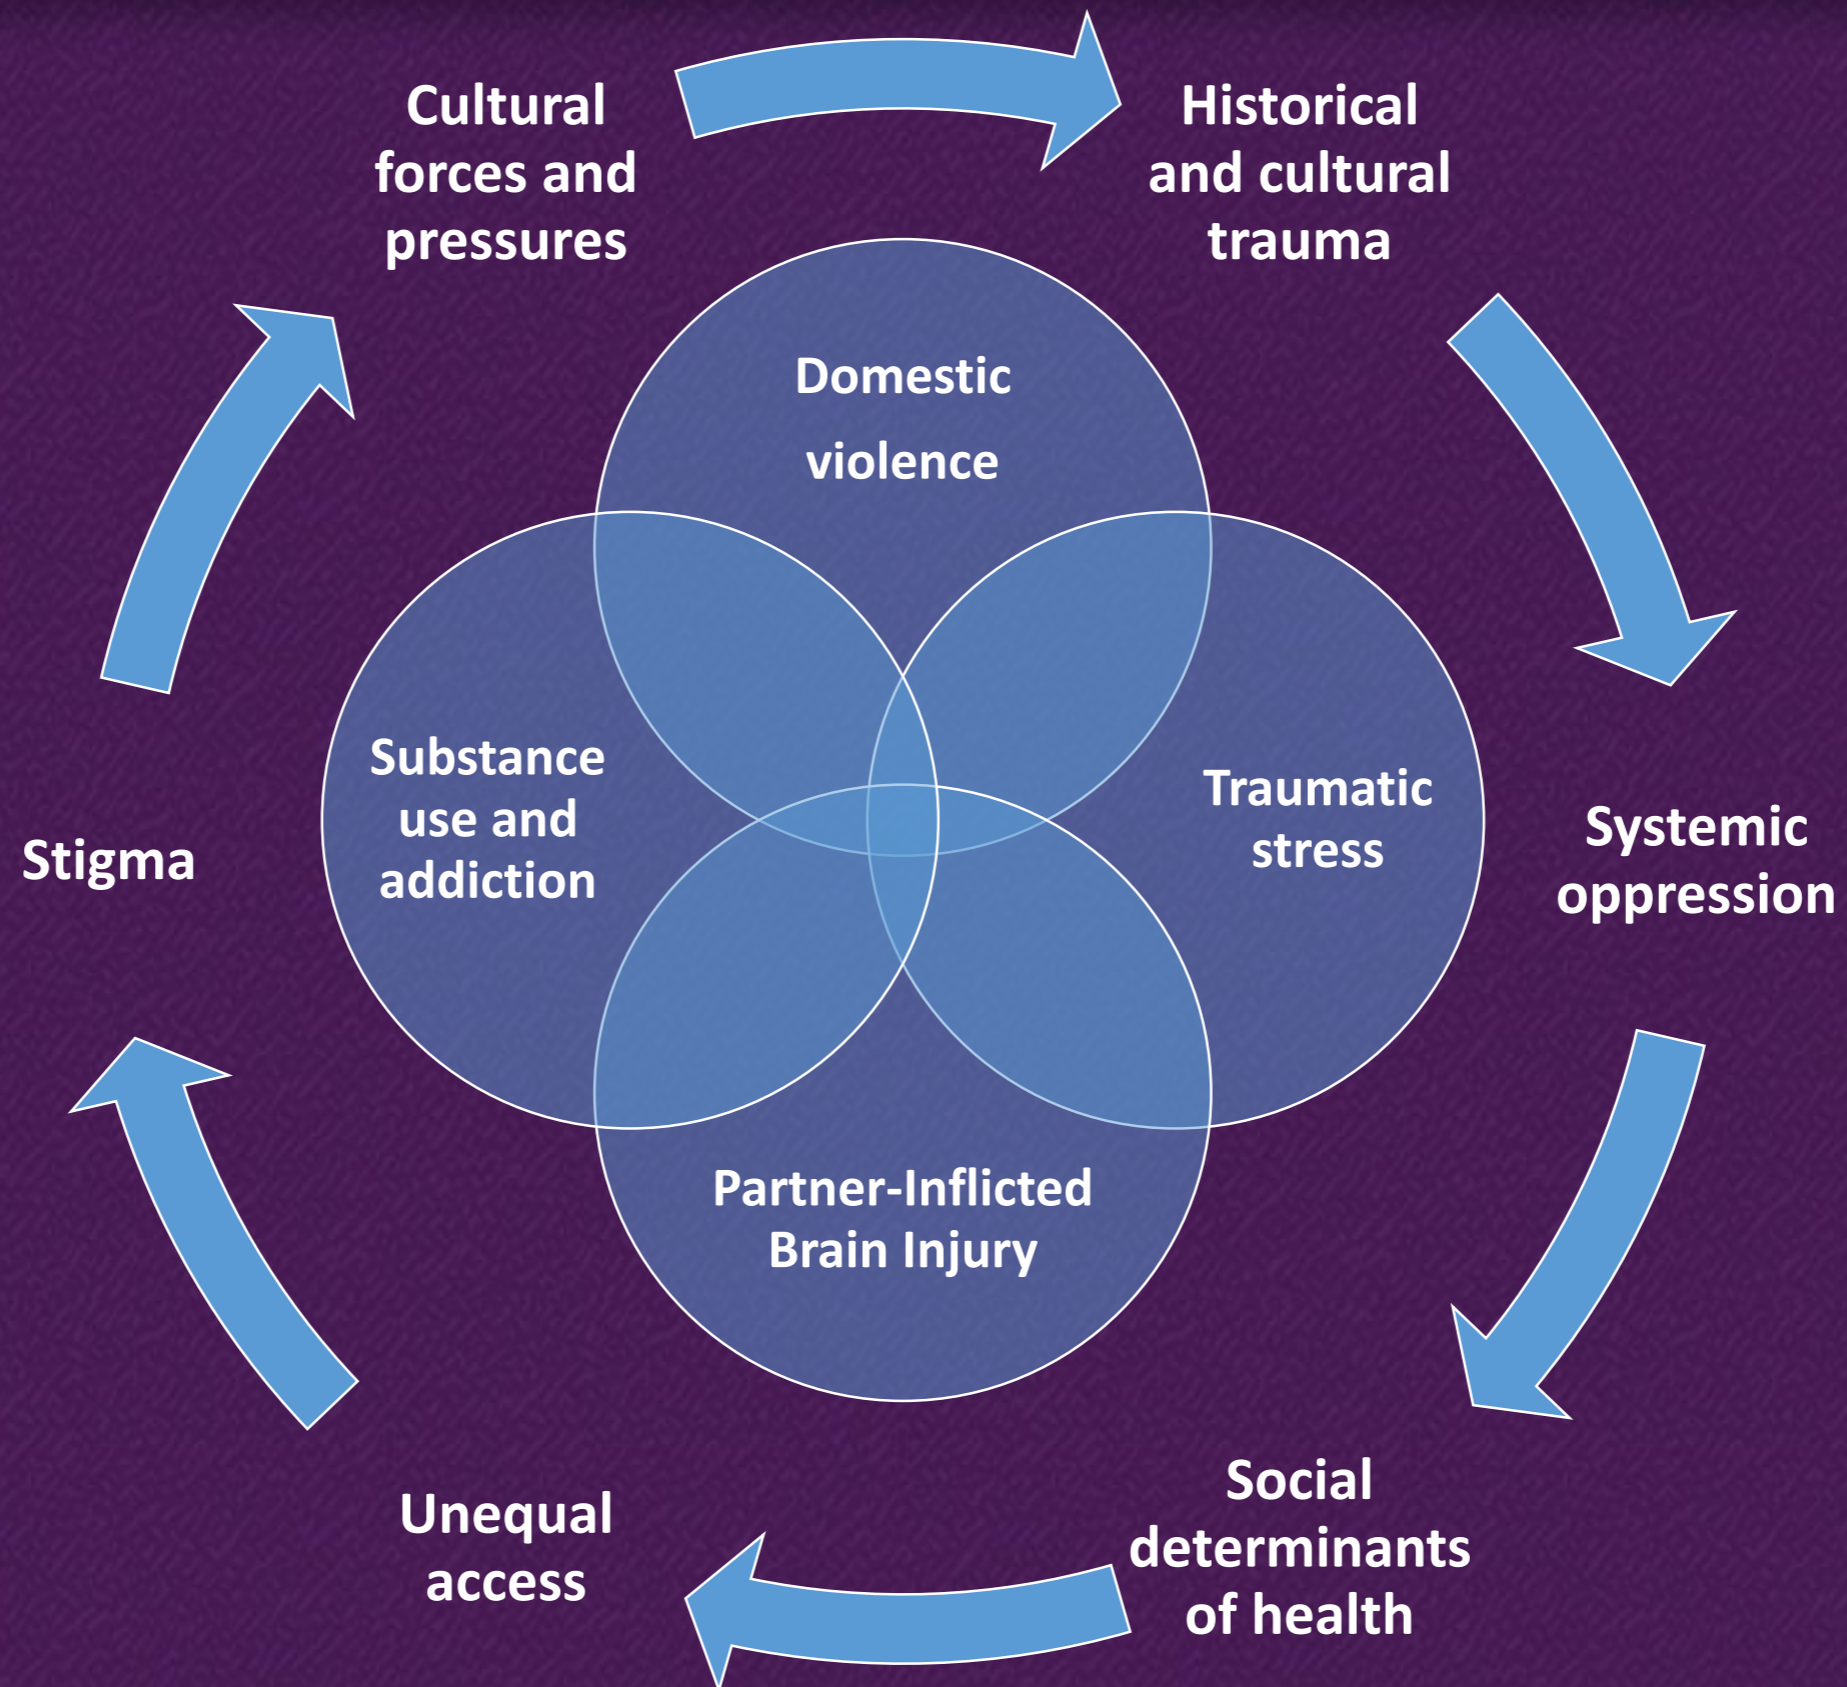 Cultural
forces and
pressures
Historical
and cultural
trauma
Domestic
violence
Substance
use and
addiction
Traumatic
stress
Stigma
Systemic
oppression
Partner-Inflicted
Brain Injury
Unequal
access
Social
determinants
of health